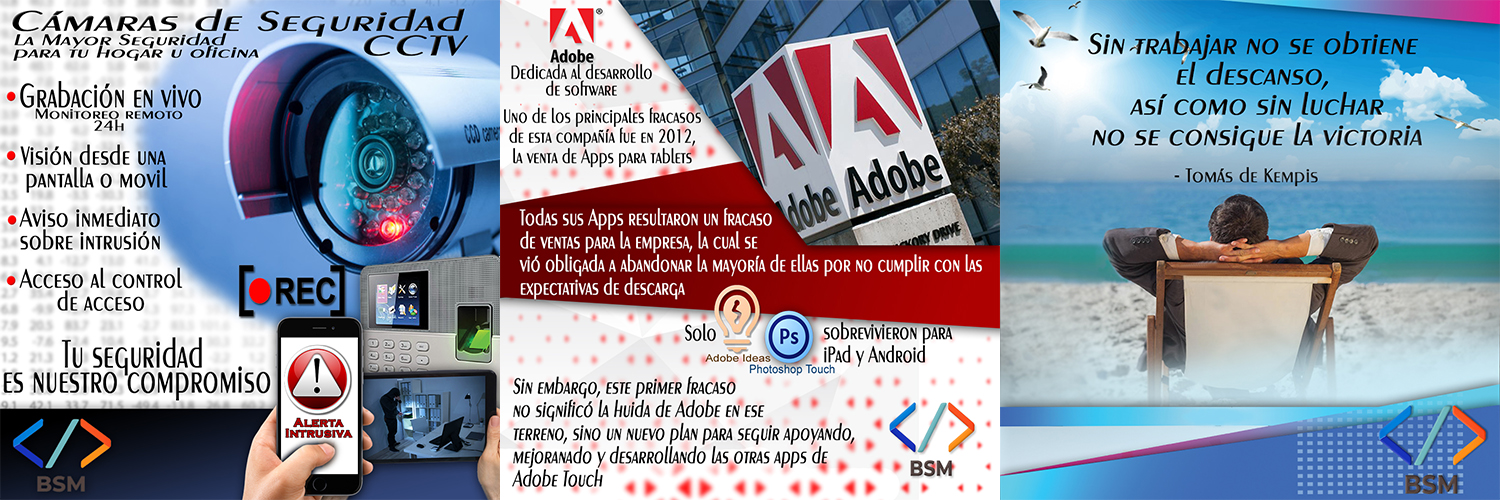 Cámaras de Seguridad
CCTV
La Mayor Seguridad
para tu Hogar u oficina
• Grabación en vivo
Monitoreo remoto
24h
• Visión desde una
pantalla o movil
• Aviso inmediato
sobre intrusión
• Acceso al control
de acceso
CCD camera
[● REC]
Tu seguridad
es nuestro compromiso
Alerta
Intrusiva
BSM
Adobe®
Dedicada al desarrollo
de software
Uno de los principales fracasos
de esta compañía fue en 2012,
la venta de Apps para tablets
Adobe
Adobe
Todas sus Apps resultaron un fracaso
de ventas para la empresa, la cual se
vió obligada a abandonar la mayoría de ellas por no cumplir con las
expectativas de descarga
Solo
Adobe Ideas
Ps
Photoshop Touch
sobrevivieron para
iPad y Android
Sin embargo, este primer fracaso
no significó la huida de Adobe en ese
terreno, sino un nuevo plan para seguir apoyando,
mejoranado y desarrollando las otras apps de
Adobe Touch
BSM
Sin trabajar no se obtiene
el descanso,
así como sin luchar
no se consigue la victoria
- Tomás de Kempis
BSM